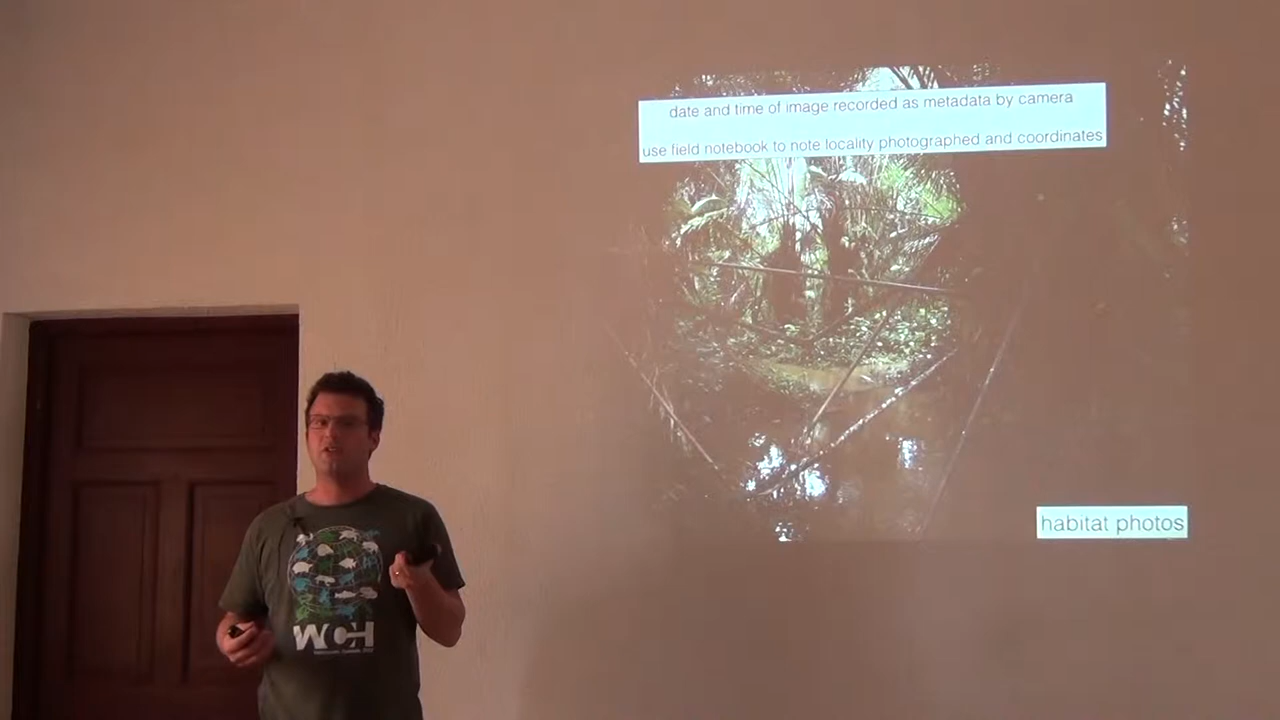 date and time of image recorded as metadata by camera
use field notebook to note locality photographed and coordinates
habitat photos
WCH